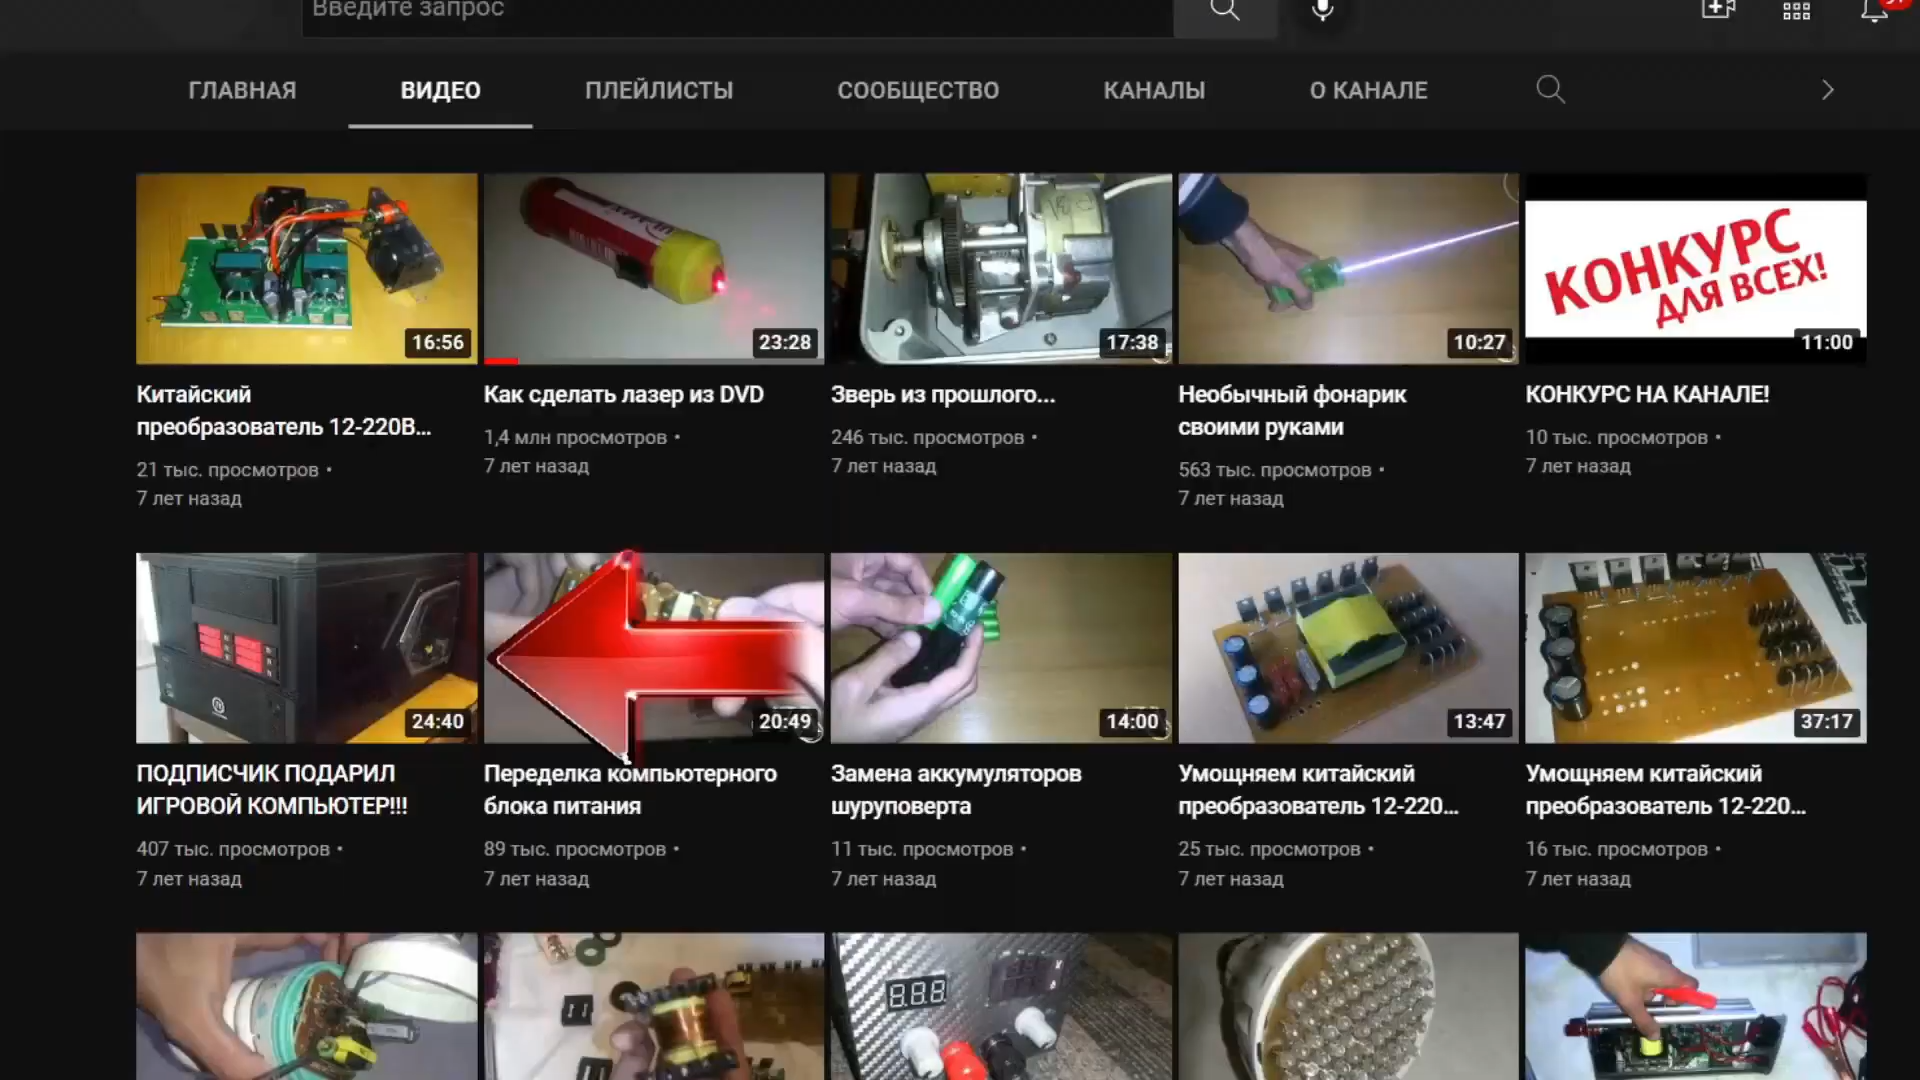 Введите запрос
ГЛАВНАЯ ВИДЕО ПЛЕЙЛИСТЫ СООБЩЕСТВО КАНАЛЫ О КАНАЛЕ
КОНКУРС
ДЛЯ ВСЕХ!
16:56 23:28 17:38 10:27 11:00
Китайский
преобразователь 12-220В...
21 тыс. просмотров •
7 лет назад
Как сделать лазер из DVD
1,4 млн просмотров •
7 лет назад
Зверь из прошлого...
246 тыс. просмотров •
7 лет назад
Необычный фонарик
своими руками
563 тыс. просмотров •
7 лет назад
КОНКУРС НА КАНАЛЕ!
10 тыс. просмотров •
7 лет назад
24:40 20:49 14:00 13:47 37:17
ПОДПИСЧИК ПОДАРИЛ
ИГРОВОЙ КОМПЬЮТЕР!!!
407 тыс. просмотров •
7 лет назад
Переделка компьютерного
блока питания
89 тыс. просмотров •
7 лет назад
Замена аккумуляторов
шуруповерта
11 тыс. просмотров •
7 лет назад
Умощняем китайский
преобразователь 12-220...
25 тыс. просмотров •
7 лет назад
Умощняем китайский
преобразователь 12-220...
16 тыс. просмотров •
7 лет назад
8.8.8.